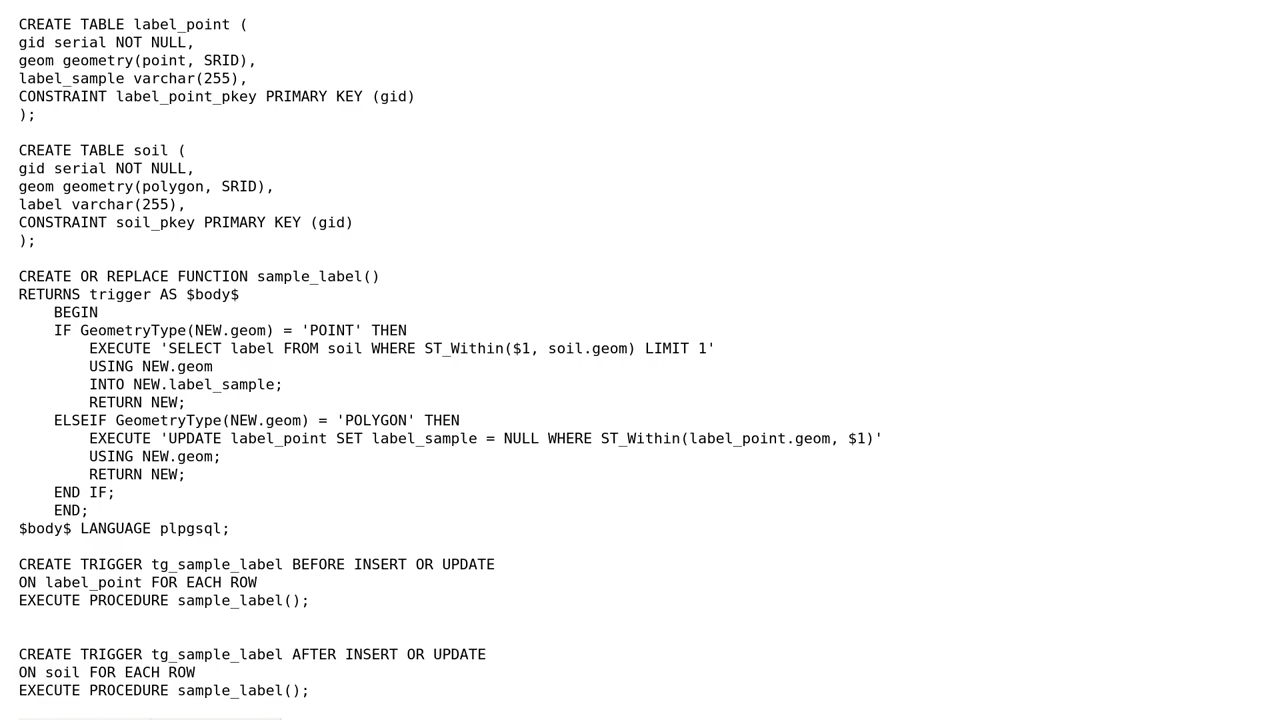 CREATE TABLE label_point (
gid serial NOT NULL,
geom geometry(point, SRID),
label_sample varchar(255),
CONSTRAINT label_point_pkey PRIMARY KEY (gid)
);

CREATE TABLE soil (
gid serial NOT NULL,
geom geometry(polygon, SRID),
label varchar(255),
CONSTRAINT soil_pkey PRIMARY KEY (gid)
);

CREATE OR REPLACE FUNCTION sample_label()
RETURNS trigger AS $body$
    BEGIN
    IF GeometryType(NEW.geom) = 'POINT' THEN
        EXECUTE 'SELECT label FROM soil WHERE ST_Within($1, soil.geom) LIMIT 1'
        USING NEW.geom
        INTO NEW.label_sample;
        RETURN NEW;
    ELSEIF GeometryType(NEW.geom) = 'POLYGON' THEN
        EXECUTE 'UPDATE label_point SET label_sample = NULL WHERE ST_Within(label_point.geom, $1)'
        USING NEW.geom;
        RETURN NEW;
    END IF;
    END;
$body$ LANGUAGE plpgsql;

CREATE TRIGGER tg_sample_label BEFORE INSERT OR UPDATE
ON label_point FOR EACH ROW
EXECUTE PROCEDURE sample_label();

CREATE TRIGGER tg_sample_label AFTER INSERT OR UPDATE
ON soil FOR EACH ROW
EXECUTE PROCEDURE sample_label();